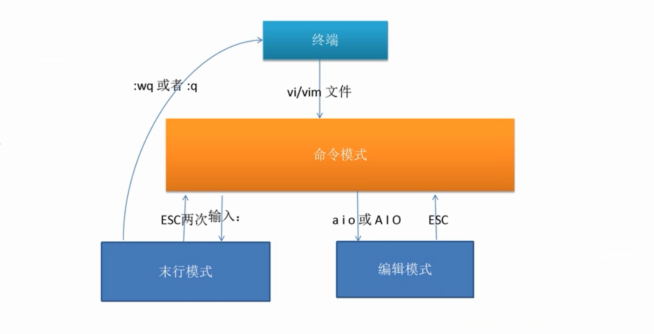 终端
:wq 或者 :q
vi/vim 文件
命令模式
ESC两次
输入：
a i o 或 A I O
ESC
末行模式
编辑模式